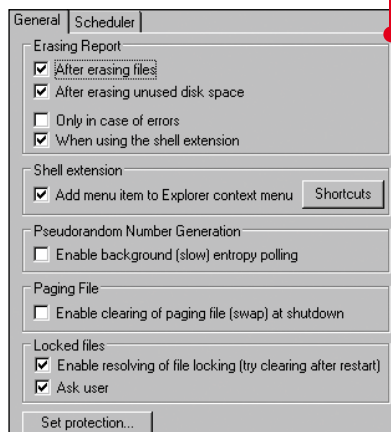 General Scheduler
Erasing Report
After erasing files
After erasing unused disk space
Only in case of errors
When using the shell extension
Shell extension
Add menu item to Explorer context menu Shortcuts
Pseudorandom Number Generation
Enable background (slow) entropy polling
Paging File
Enable clearing of paging file (swap) at shutdown
Locked files
Enable resolving of file locking (try clearing after restart)
Ask user
Set protection...